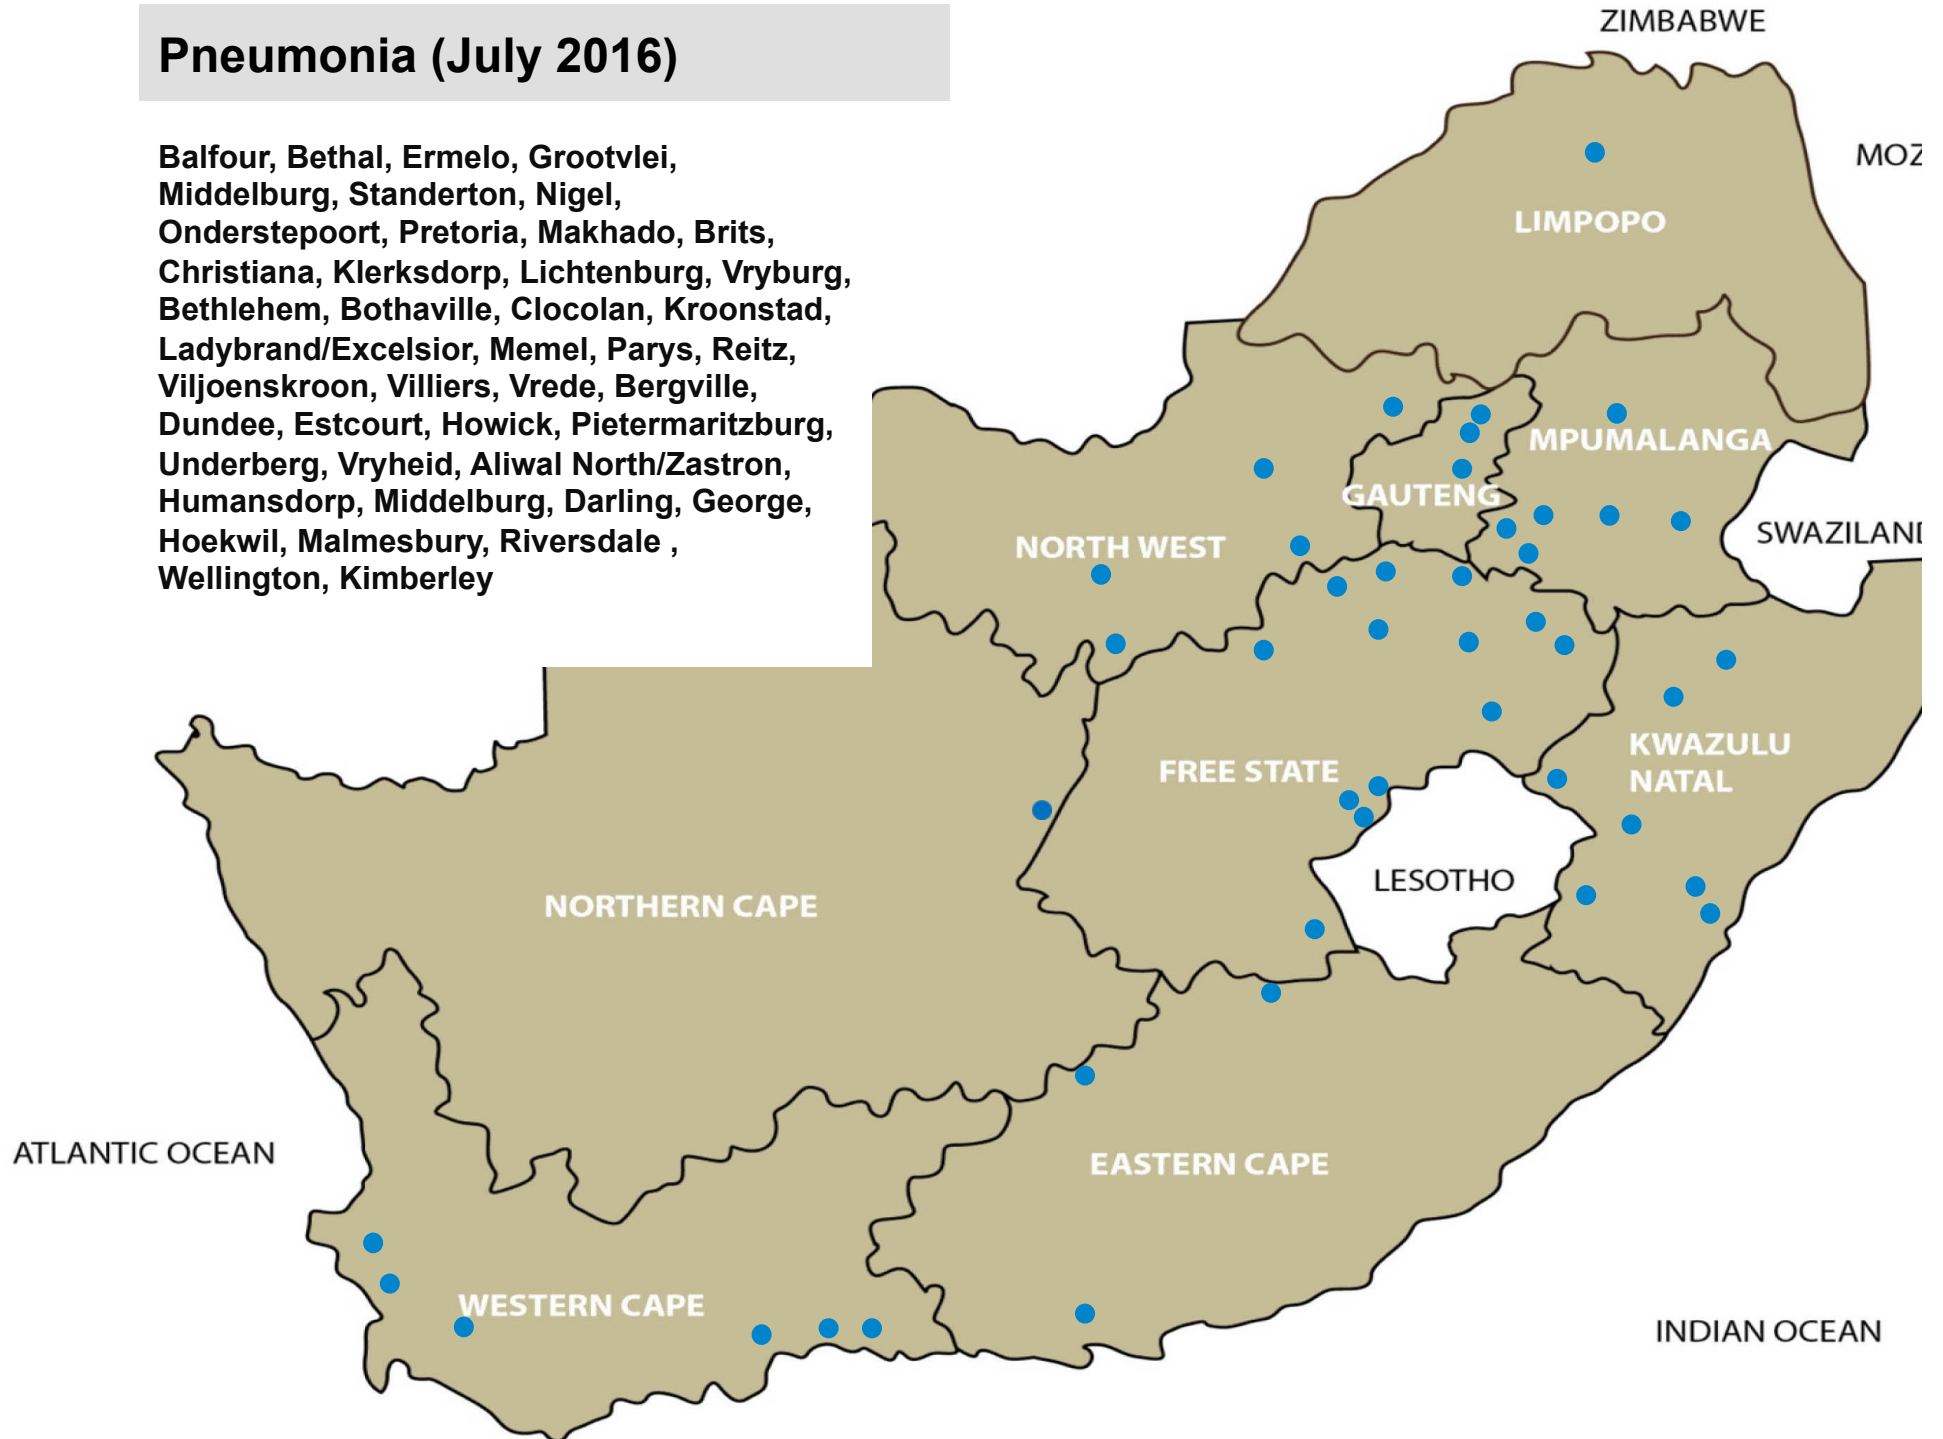 Pneumonia (July 2016)
Balfour, Bethal, Ermelo, Grootvlei,
Middelburg, Standerton, Nigel,
Onderstepoort, Pretoria, Makhado, Brits,
Christiana, Klerksdorp, Lichtenburg, Vryburg,
Bethlehem, Bothaville, Clocolan, Kroonstad,
Ladybrand/Excelsior, Memel, Parys, Reitz,
Viljoenskroon, Villiers, Vrede, Bergville,
Dundee, Estcourt, Howick, Pietermaritzburg,
Underberg, Vryheid, Aliwal North/Zastron,
Humansdorp, Middelburg, Darling, George,
Hoekwil, Malmesbury, Riversdale ,
Wellington, Kimberley
ZIMBABWE
MOZ
LIMPOPO
MPUMALANGA
GAUTENG
SWAZILAND
NORTH WEST
KWAZULU
NATAL
FREE STATE
LESOTHO
NORTHERN CAPE
ATLANTIC OCEAN
EASTERN CAPE
WESTERN CAPE
INDIAN OCEAN